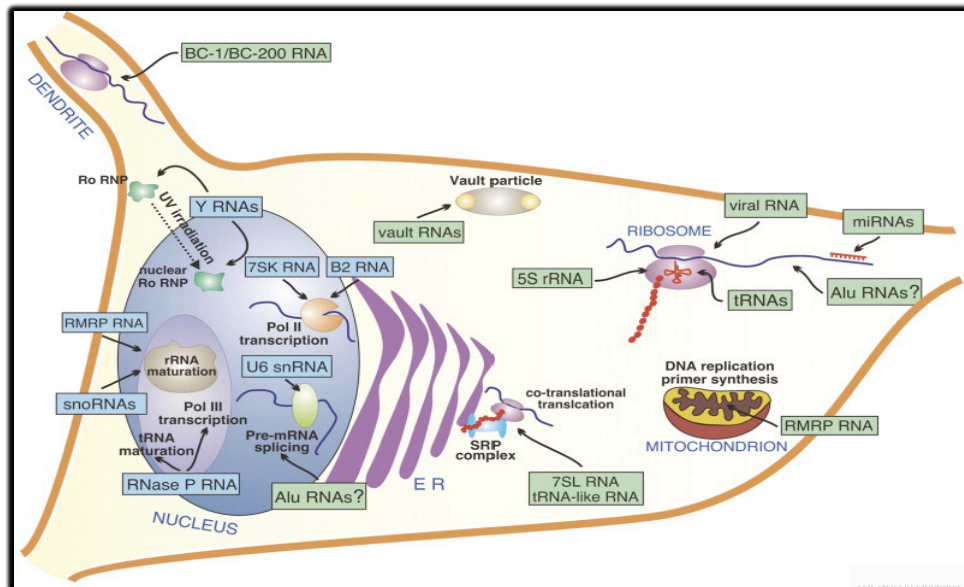 BC-1/BC-200 RNA
DENDRITE
Ro RNP
UV irradiation
Y RNAs
nuclear
Ro RNP
Vault particle
vault RNAs
7SK RNA
B2 RNA
Pol II
transcription
viral RNA
miRNAs
RIBOSOME
5S rRNA
tRNAs
Alu RNAs?
RMRP RNA
rRNA
maturation
snoRNAs
Pol III
transcription
tRNA
maturation
RNase P RNA
U6 snRNA
Pre-mRNA
splicing
Alu RNAs?
NUCLEUS
E R
co-translational
translcation
SRIP
complex
7SL RNA
tRNA-like RNA
DNA replication
primer synthesis
RMRP RNA
MITOCHONDRION